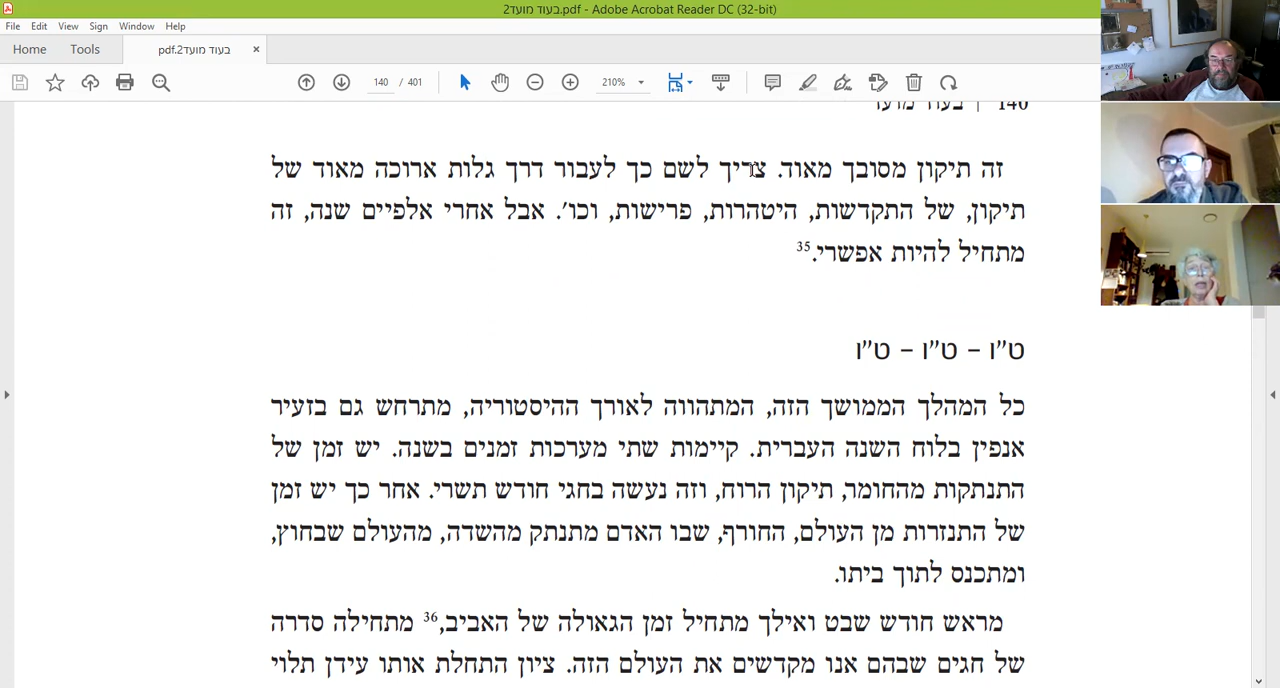 בעוד מועד2.pdf - Adobe Acrobat Reader DC (32-bit)
File Edit View Sign Window Help
Home Tools בעוד מועד2.pdf ×
140 / 401 210%
140 | בעוד מועד
זה תיקון מסובך מאוד. צריך לשם כך לעבור דרך גלות ארוכה מאוד של
תיקון, של התקדשות, היטהרות, פרישות, וכו׳. אבל אחרי אלפיים שנה, זה
מתחיל להיות אפשרי.35
ט״ו – ט״ו – ט״ו
כל המהלך הממושך הזה, המתהווה לאורך ההיסטוריה, מתרחש גם בזעיר
אנפין בלוח השנה העברית. קיימות שתי מערכות זמנים בשנה. יש זמן של
התנתקות מהחומר, תיקון הרוח, וזה נעשה בחגי חודש תשרי. אחר כך יש זמן
של התנזרות מן העולם, החורף, שבו האדם מתנתק מהשדה, מהעולם שבחוץ,
ומתכנס לתוך ביתו.
מראש חודש שבט ואילך מתחיל זמן הגאולה של האביב,36 מתחילה סדרה
של חגים שבהם אנו מקדשים את העולם הזה. ציון התחלת אותו עידן תלוי